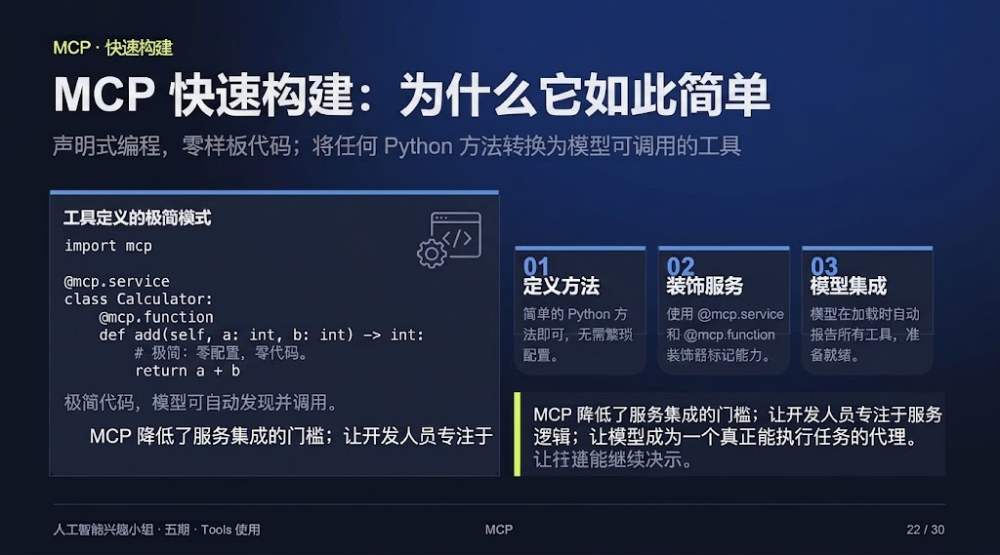 MCP · 快速构建
MCP 快速构建：为什么它如此简单
声明式编程，零样板代码；将任何 Python 方法转换为模型可调用的工具
工具定义的极简模式
import mcp
@mcp.service
class Calculator:
@mcp.function
def add(self, a: int, b: int) -> int:
# 极简：零配置，零代码。
return a + b
极简代码，模型可自动发现并调用。
MCP 降低了服务集成的门槛；让开发人员专注于
01
定义方法
简单的 Python 方
法即可，无需繁琐
配置。
02
装饰服务
使用 @mcp.service
和 @mcp.function
装饰器标记能力。
03
模型集成
模型在加载时自动
报告所有工具，准
备就绪。
MCP 降低了服务集成的门槛；让开发人员专注于服务
逻辑；让模型成为一个真正能执行任务的代理。
能继续决示。
人工智能兴趣小组 · 五期 · Tools 使用
MCP
22 / 30